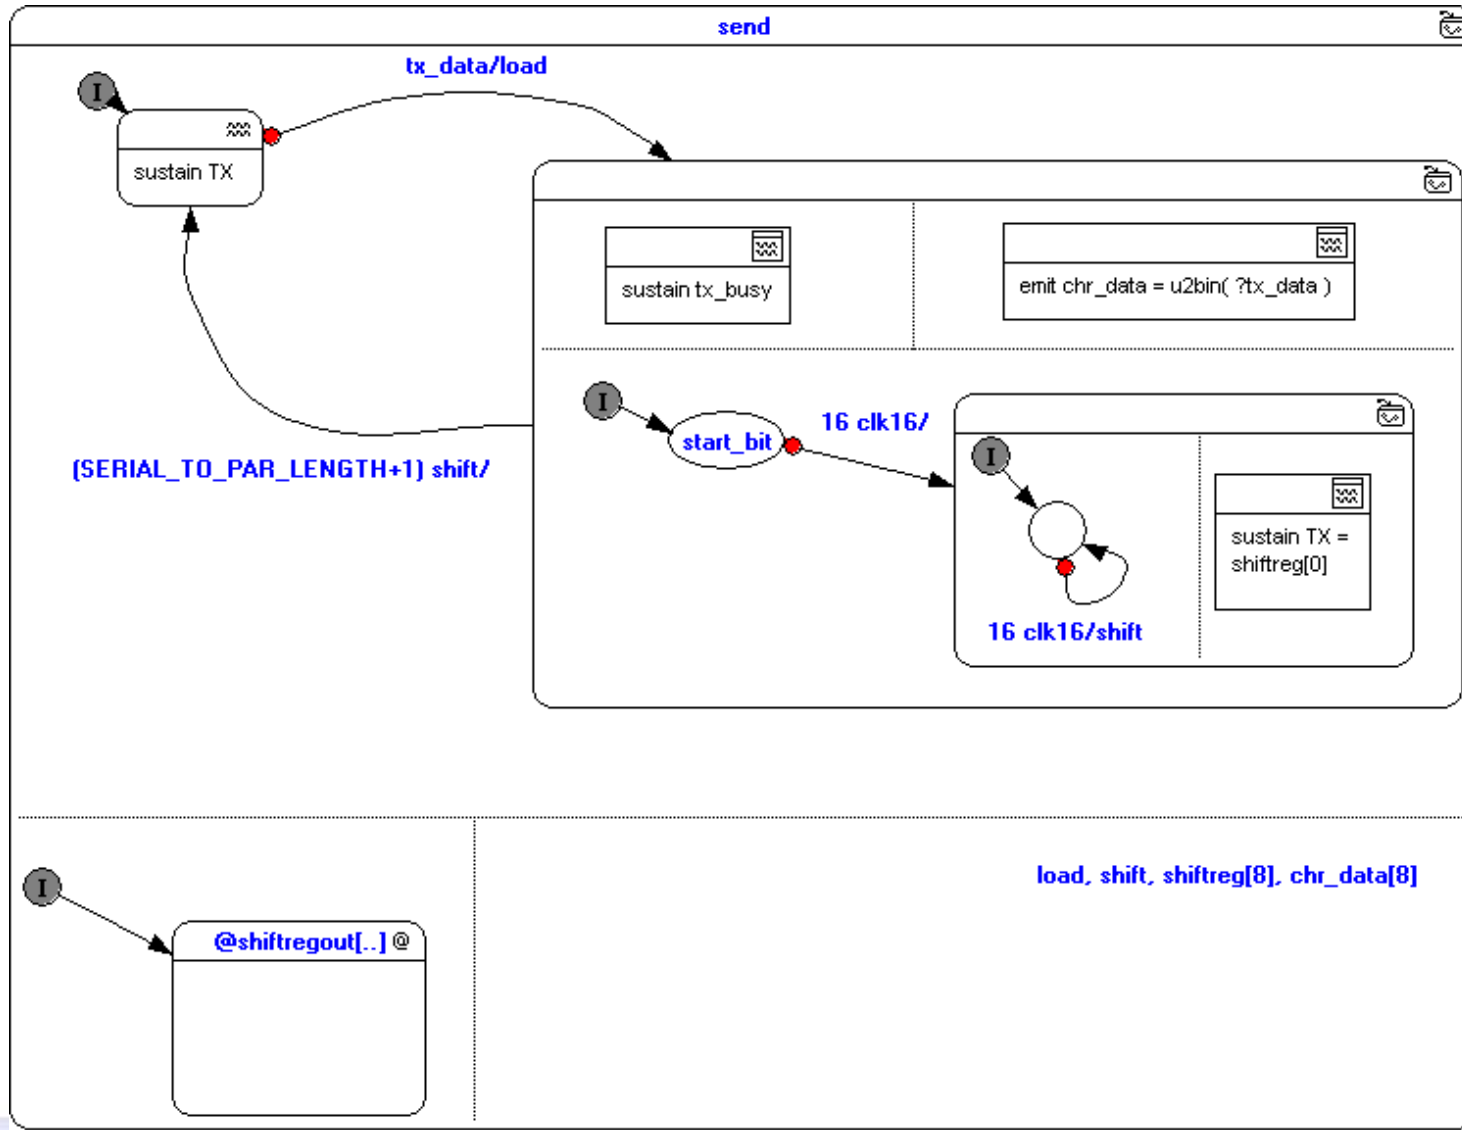 send
tx_data/load
I
sustain TX
sustain tx_busy
emit chr_data = u2bin( ?tx_data )
I
start_bit
16 clk16/
I
sustain TX =
shiftreg[0]
16 clk16/shift
(SERIAL_TO_PAR_LENGTH+1) shift/
load, shift, shiftreg[8], chr_data[8]
I
@shiftregout[..] @